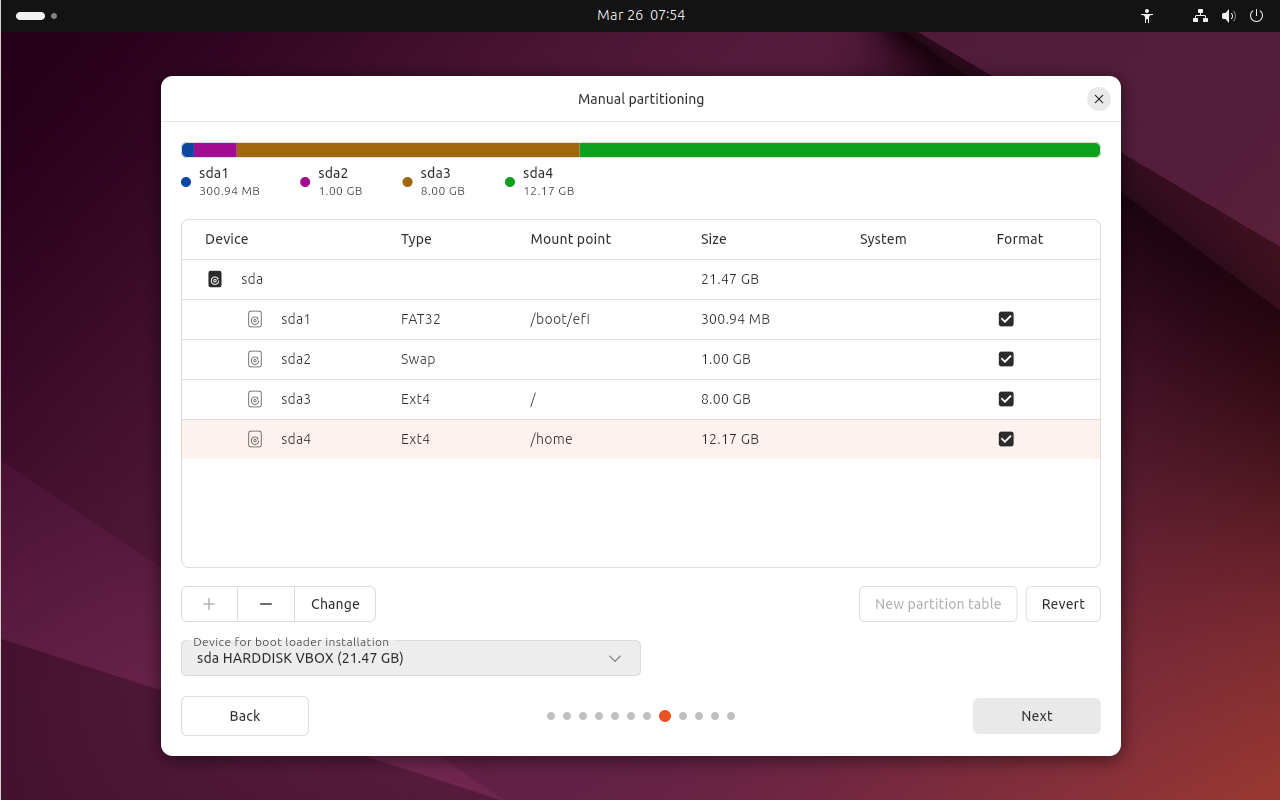 Mar 26 07:54
Manual partitioning
sda1
300.94 MB
sda2
1.00 GB
sda3
8.00 GB
sda4
12.17 GB
Device Type Mount point Size System Format
sda 21.47 GB
sda1 FAT32 /boot/efi 300.94 MB
sda2 Swap 1.00 GB
sda3 Ext4 / 8.00 GB
sda4 Ext4 /home 12.17 GB
Change New partition table Revert
Device for boot loader installation
sda HARDDISK VBOX (21.47 GB)
Back Next